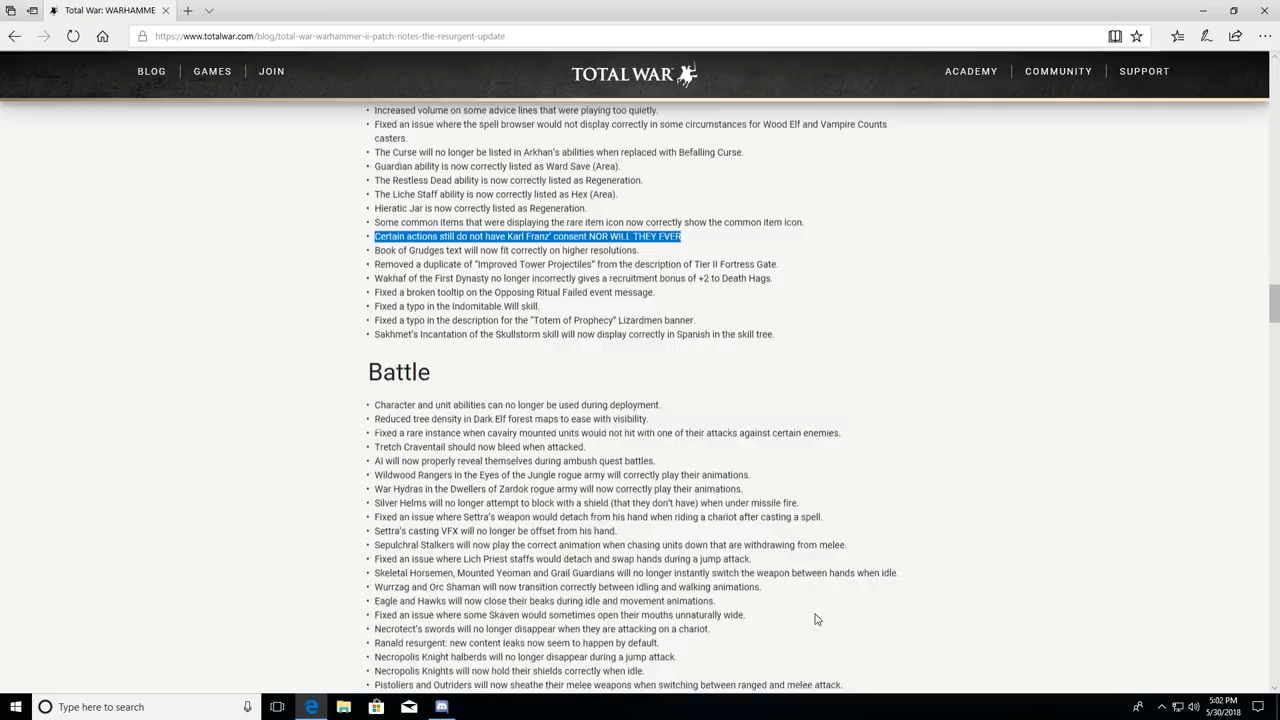 Total War: WARHAMME
https://www.totalwar.com/blog/total-war-warhammer-ii-patch-notes-the-resurgent-update
BLOG GAMES JOIN TOTAL WAR ACADEMY COMMUNITY SUPPORT
• Increased volume on some advice lines that were playing too quietly.
• Fixed an issue where the spell browser would not display correctly in some circumstances for Wood Elf and Vampire Counts
casters.
• The Curse will no longer be listed in Arkhan's abilities when replaced with Befalling Curse.
• Guardian ability is now correctly listed as Ward Save (Area).
• The Restless Dead ability is now correctly listed as Regeneration.
• The Liche Staff ability is now correctly listed as Hex (Area).
• Hieratic Jar is now correctly listed as Regeneration.
• Some common items that were displaying the rare item icon now correctly show the common item icon.
• Certain actions still do not have Karl Franz' consent NOR WILL THEY EVER
• Book of Grudges text will now fit correctly on higher resolutions.
• Removed a duplicate of “Improved Tower Projectiles” from the description of Tier II Fortress Gate.
• Wakhaf of the First Dynasty no longer incorrectly gives a recruitment bonus of +2 to Death Hags.
• Fixed a broken tooltip on the Opposing Ritual Failed event message.
• Fixed a typo in the Indomitable Will skill.
• Fixed a typo in the description for the “Totem of Prophecy” Lizardmen banner.
• Sakhmet's Incantation of the Skullstorm skill will now display correctly in Spanish in the skill tree.
Battle
• Character and unit abilities can no longer be used during deployment.
• Reduced tree density in Dark Elf forest maps to ease with visibility.
• Fixed a rare instance when cavalry mounted units would not hit with one of their attacks against certain enemies.
• Tretch Craventail should now bleed when attacked.
• AI will now properly reveal themselves during ambush quest battles.
• Wildwood Rangers in the Eyes of the Jungle rogue army will correctly play their animations.
• War Hydras in the Dwellers of Zardok rogue army will now correctly play their animations.
• Silver Helms will no longer attempt to block with a shield (that they don't have) when under missile fire.
• Fixed an issue where Settra's weapon would detach from his hand when riding a chariot after casting a spell.
• Settra's casting VFX will no longer be offset from his hand.
• Sepulchral Stalkers will now play the correct animation when chasing units down that are withdrawing from melee.
• Fixed an issue where Lich Priest staffs would detach and swap hands during a jump attack.
• Skeletal Horsemen, Mounted Yeoman and Grail Guardians will no longer instantly switch the weapon between hands when idle.
• Wurrzag and Orc Shaman will now transition correctly between idling and walking animations.
• Eagle and Hawks will now close their beaks during idle and movement animations.
• Fixed an issue where some Skaven would sometimes open their mouths unnaturally wide.
• Necrotect's swords will no longer disappear when they are attacking on a chariot.
• Ranald resurgent: new content leaks now seem to happen by default.
• Necropolis Knight halberds will no longer disappear during a jump attack.
• Necropolis Knights will now hold their shields correctly when idle.
• Pistoliers and Outriders will now sheathe their melee weapons when switching between ranged and melee attack.
Type here to search
5:02 PM
5/30/2018